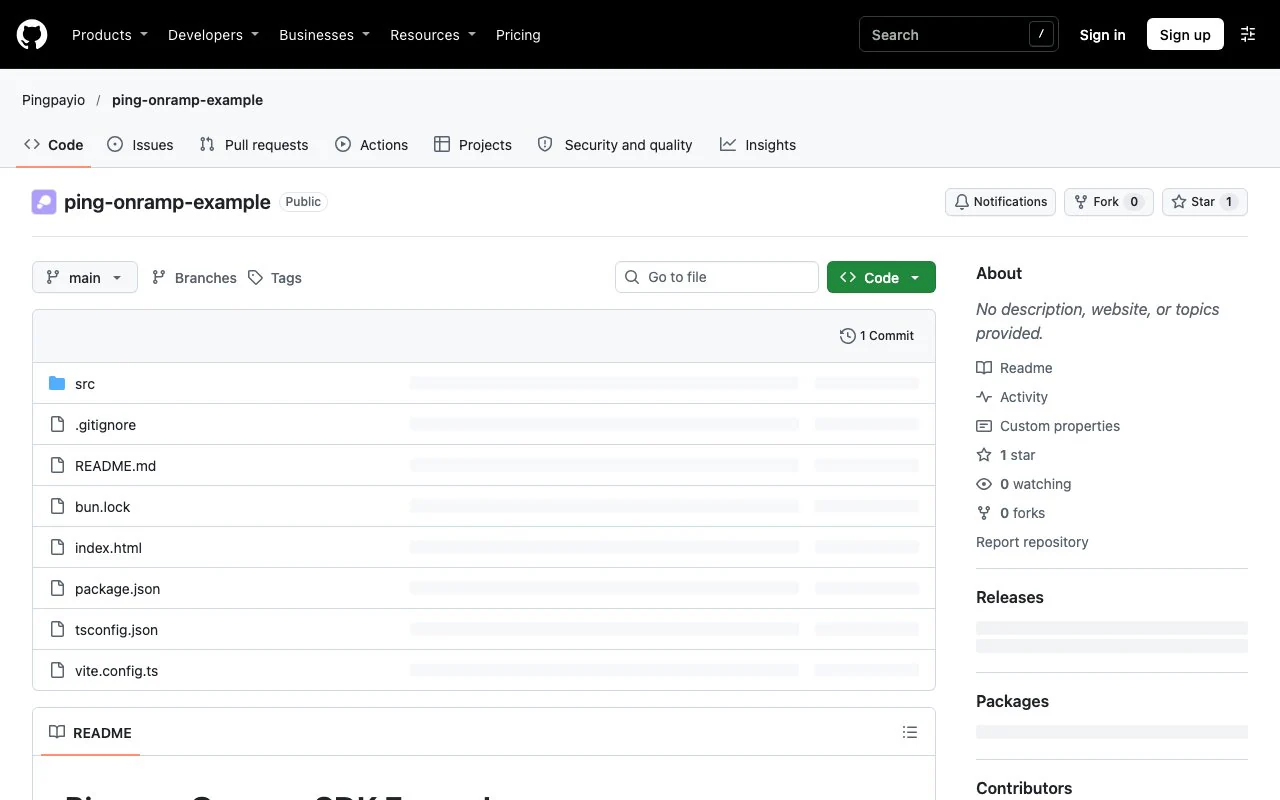 Products Developers Businesses Resources Pricing Search / Sign in Sign up
Pingpayio / ping-onramp-example
Code Issues Pull requests Actions Projects Security and quality Insights
ping-onramp-example Public Notifications Fork 0 Star 1
main Branches Tags Go to file Code
1 Commit
src
.gitignore
README.md
bun.lock
index.html
package.json
tsconfig.json
vite.config.ts
README
About
No description, website, or topics
provided.
Readme
Activity
Custom properties
1 star
0 watching
0 forks
Report repository
Releases
Packages
Contributors